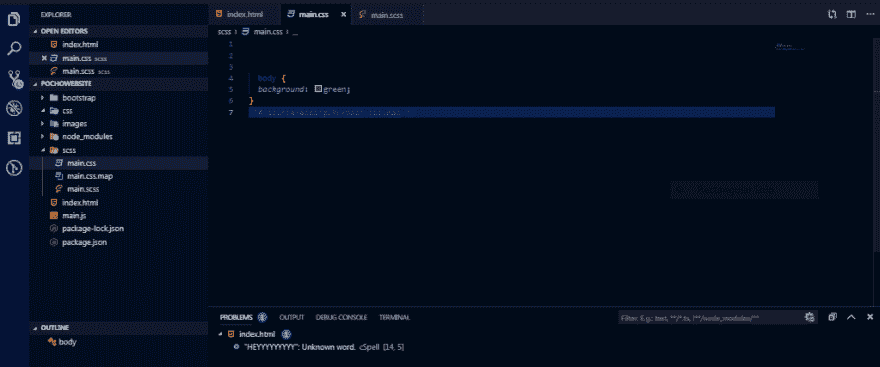 EXPLORER
index.html
main.css
main.scss
OPEN EDITORS
index.html
main.css scss
main.scss scss
POCHOWEBSITE
bootstrap
css
images
node_modules
scss
main.css
main.css.map
main.scss
index.html
main.js
package-lock.json
package.json
OUTLINE
body
scss main.css ...
1
2
3
4 body {
5 background: green;
6 }
7
PROBLEMS OUTPUT DEBUG CONSOLE TERMINAL
Filter. E.g.: text, **/*.ts, !**/node_modules/**
index.html
"HEYYYYYYYY": Unknown word. cSpell [14, 5]